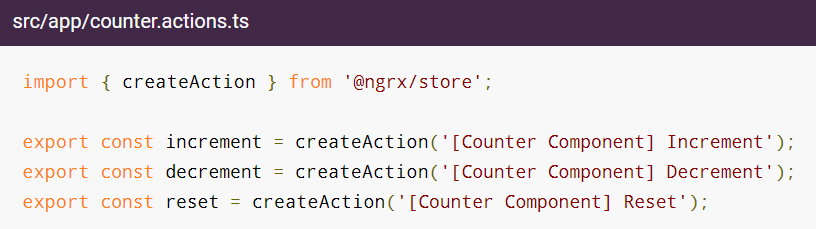 src/app/counter.actions.ts
import { createAction } from '@ngrx/store';
export const increment = createAction('[Counter Component] Increment');
export const decrement = createAction('[Counter Component] Decrement');
export const reset = createAction('[Counter Component] Reset');